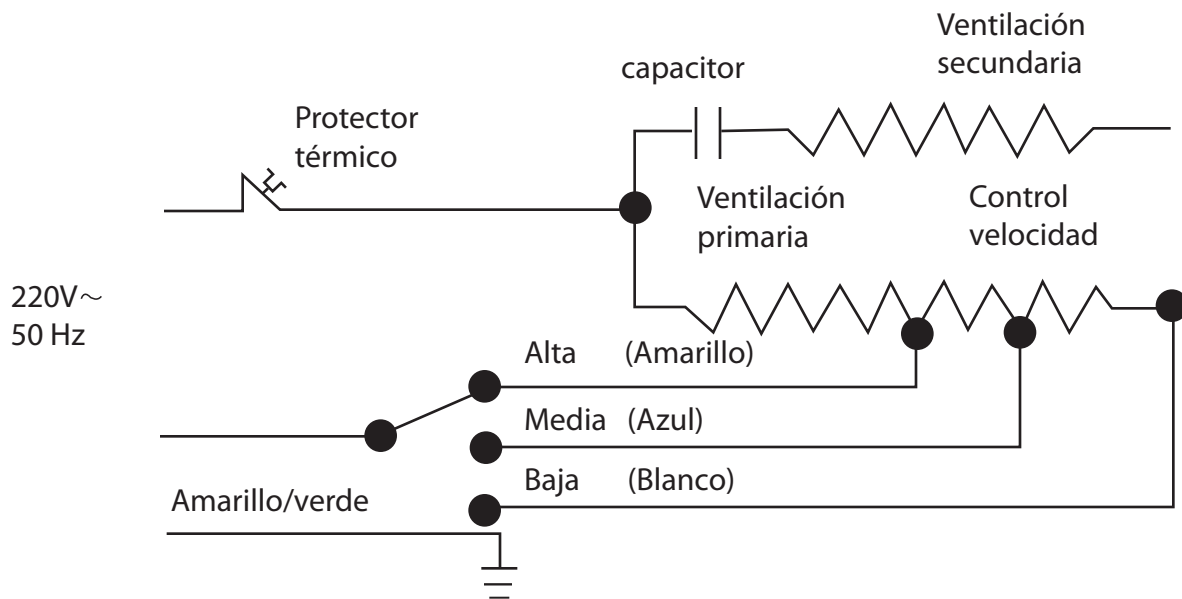 Ventilación
secundaria
capacitor
Protector
térmico
Ventilación
primaria
Control
velocidad
220V~
50 Hz
Alta (Amarillo)
Media (Azul)
Baja (Blanco)
Amarillo/verde